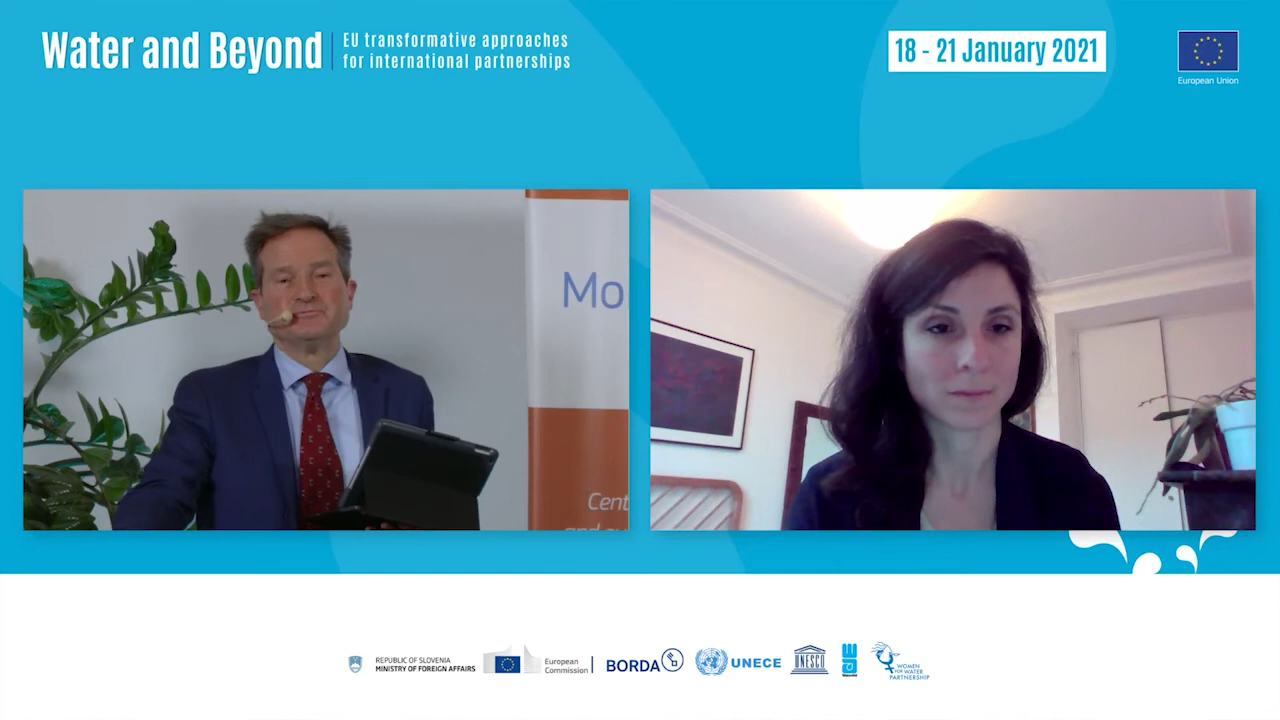 Water and Beyond
EU transformative approaches
for international partnerships
18 - 21 January 2021
European Union
Mo
Cent
REPUBLIC OF SLOVENIA
MINISTRY OF FOREIGN AFFAIRS
European
Commission
BORDA
UNECE
UNESCO
WOMEN
FOR WATER
PARTNERSHIP